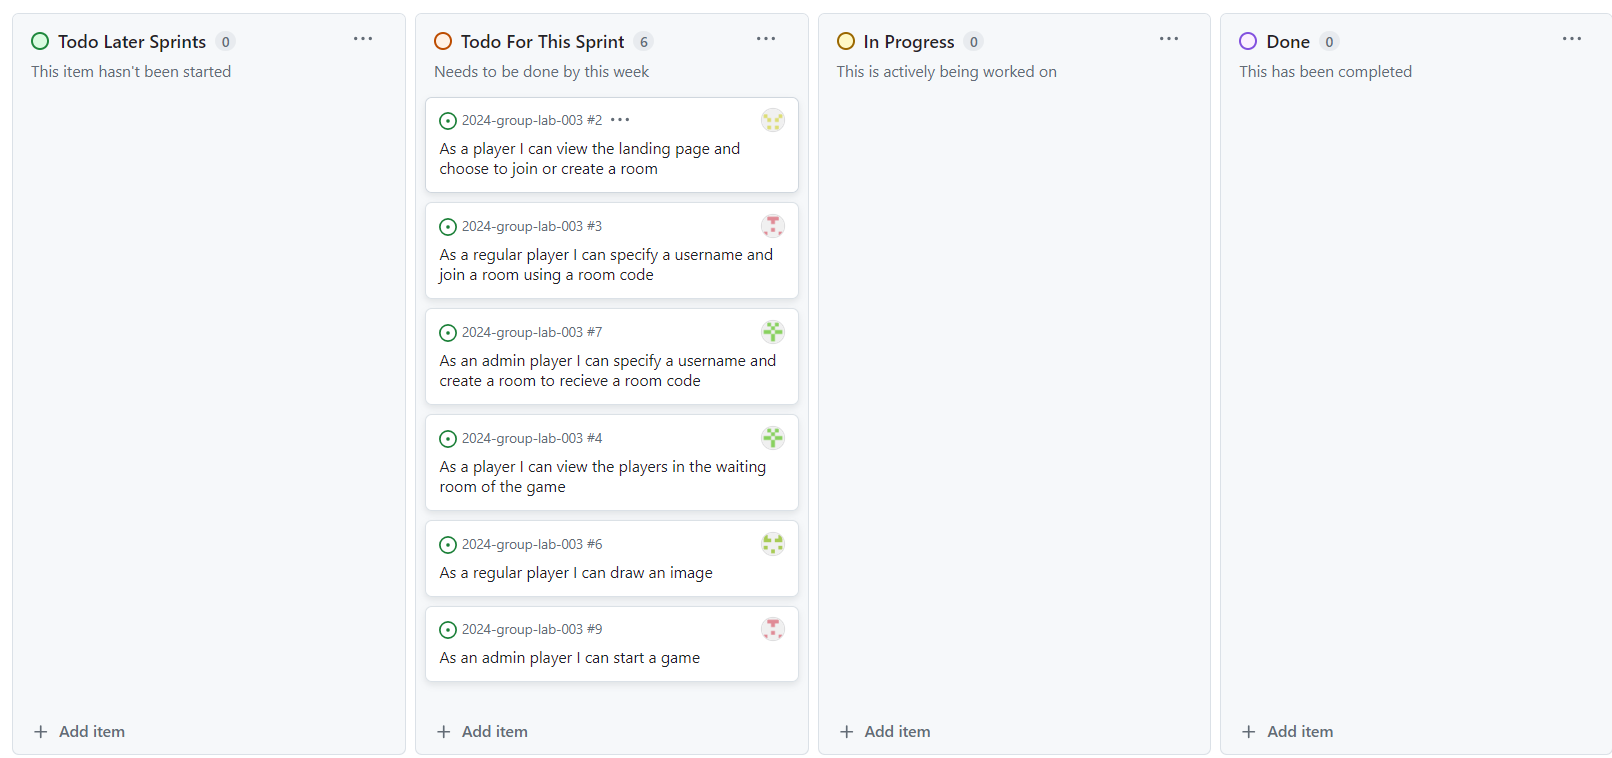 Todo Later Sprints 0
This item hasn't been started
Add item
Todo For This Sprint 6
Needs to be done by this week
2024-group-lab-003 #2
As a player I can view the landing page and
choose to join or create a room
2024-group-lab-003 #3
As a regular player I can specify a username and
join a room using a room code
2024-group-lab-003 #7
As an admin player I can specify a username and
create a room to recieve a room code
2024-group-lab-003 #4
As a player I can view the players in the waiting
room of the game
2024-group-lab-003 #6
As a regular player I can draw an image
2024-group-lab-003 #9
As an admin player I can start a game
Add item
In Progress 0
This is actively being worked on
Add item
Done 0
This has been completed
Add item